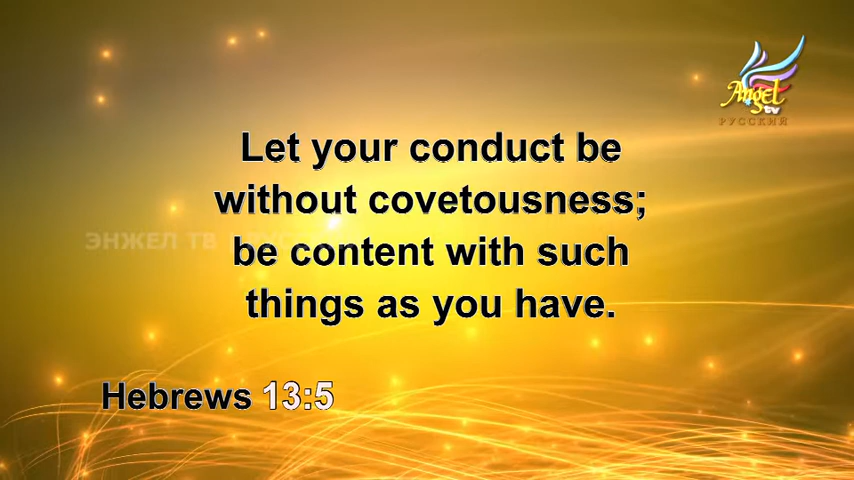 Angel
tv
РУССКИЙ
Let your conduct be
without covetousness;
ЭНЖЕЛ ТВ
be content with such
things as you have.
Hebrews 13:5